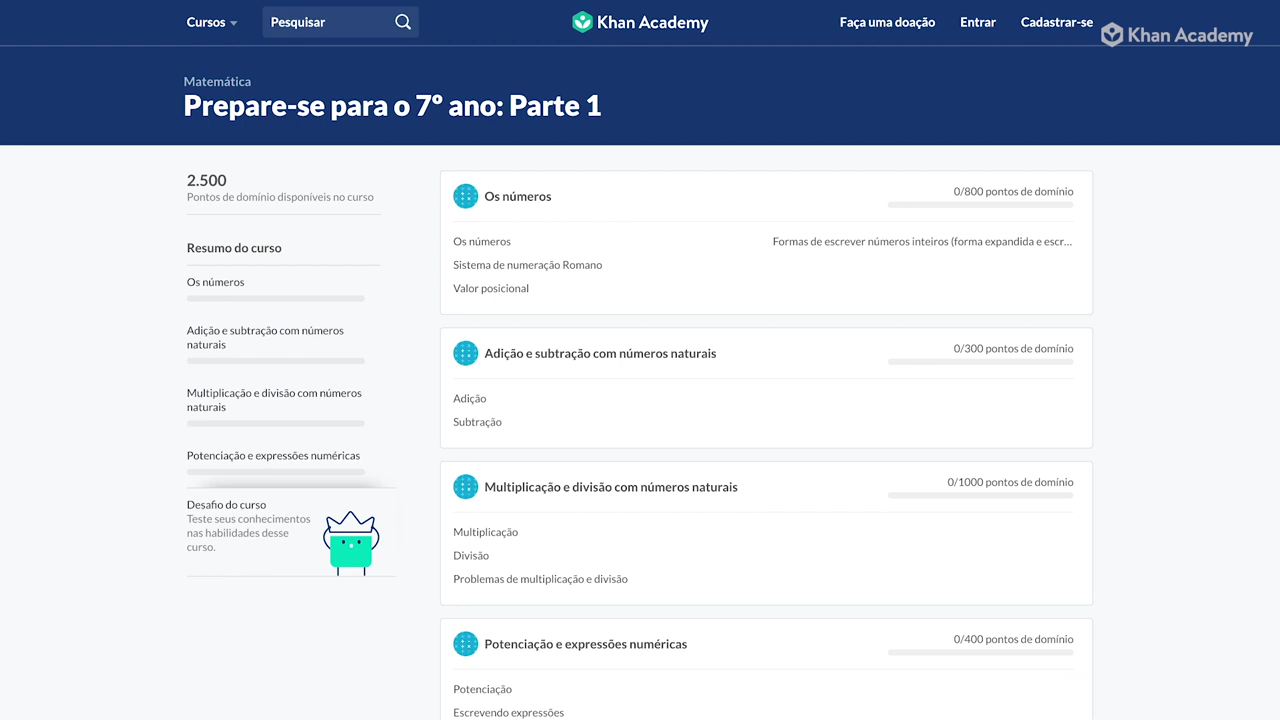 Cursos
Pesquisar
Khan Academy
Faça uma doação
Entrar
Cadastrar-se
Khan Academy
Matemática
Prepare-se para o 7º ano: Parte 1
2.500
Pontos de domínio disponíveis no curso
Resumo do curso
Os números
Adição e subtração com números
naturais
Multiplicação e divisão com números
naturais
Potenciação e expressões numéricas
Desafio do curso
Teste seus conhecimentos
nas habilidades desse
curso.
Os números
0/800 pontos de domínio
Os números
Formas de escrever números inteiros (forma expandida e escr...
Sistema de numeração Romano
Valor posicional
Adição e subtração com números naturais
0/300 pontos de domínio
Adição
Subtração
Multiplicação e divisão com números naturais
0/1000 pontos de domínio
Multiplicação
Divisão
Problemas de multiplicação e divisão
Potenciação e expressões numéricas
0/400 pontos de domínio
Potenciação
Escrevendo expressões